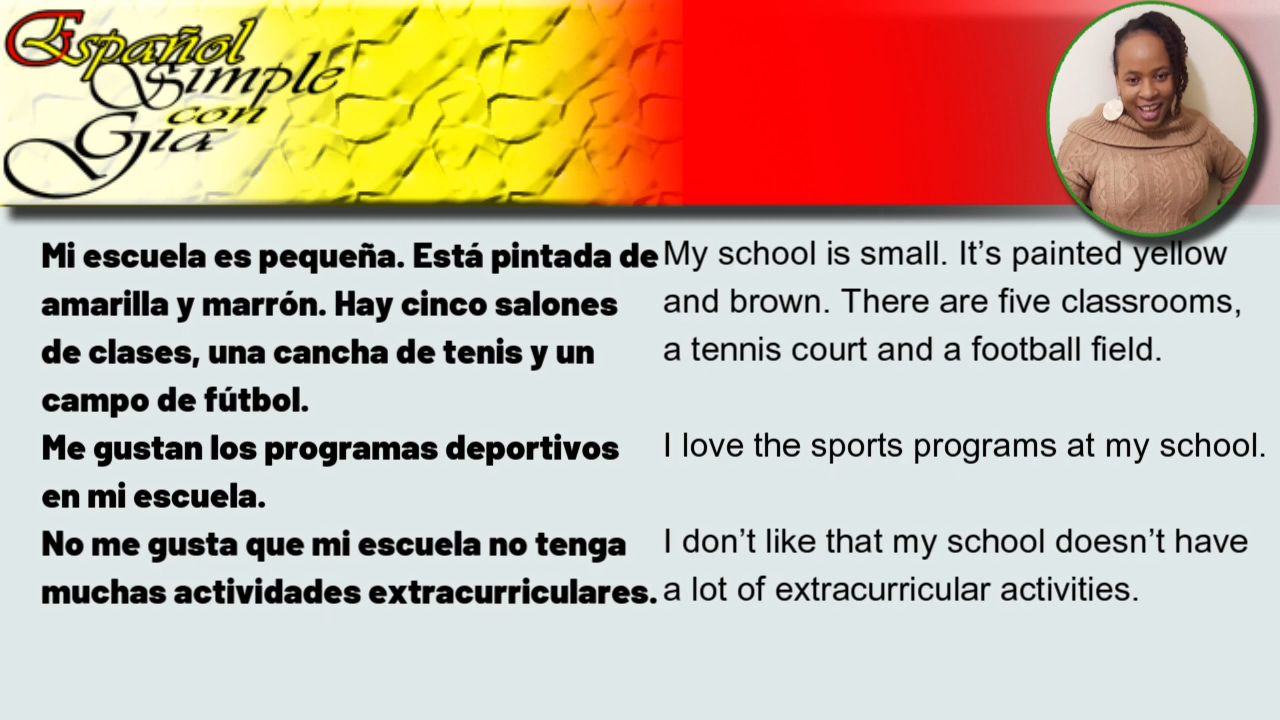 Español
Simple
con
Gia
Mi escuela es pequeña. Está pintada de
amarilla y marrón. Hay cinco salones
de clases, una cancha de tenis y un
campo de fútbol.
Me gustan los programas deportivos
en mi escuela.
No me gusta que mi escuela no tenga
muchas actividades extracurriculares.
My school is small. It’s painted yellow
and brown. There are five classrooms,
a tennis court and a football field.
I love the sports programs at my school.
I don’t like that my school doesn’t have
a lot of extracurricular activities.